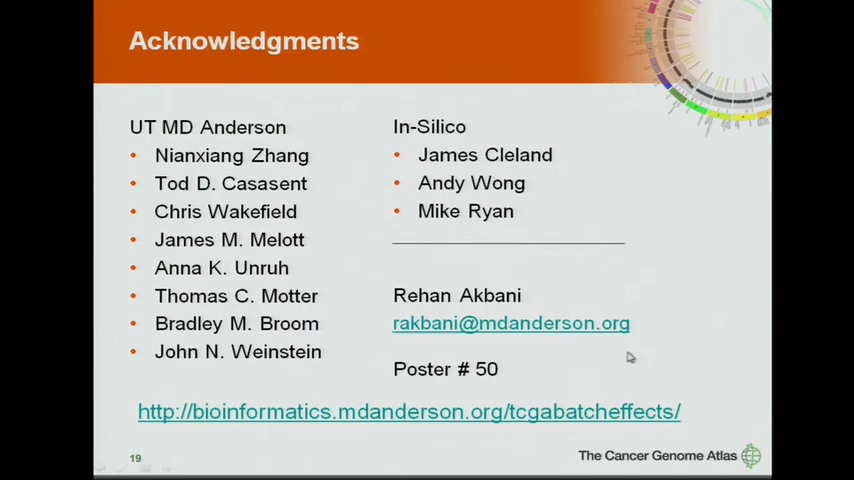 Acknowledgments
UT MD Anderson
• Nianxiang Zhang
• Tod D. Casasent
• Chris Wakefield
• James M. Melott
• Anna K. Unruh
• Thomas C. Motter
• Bradley M. Broom
• John N. Weinstein
In-Silico
• James Cleland
• Andy Wong
• Mike Ryan
Rehan Akbani
rakbani@mdanderson.org
Poster # 50
http://bioinformatics.mdanderson.org/tcgabatcheffects/
19
The Cancer Genome Atlas